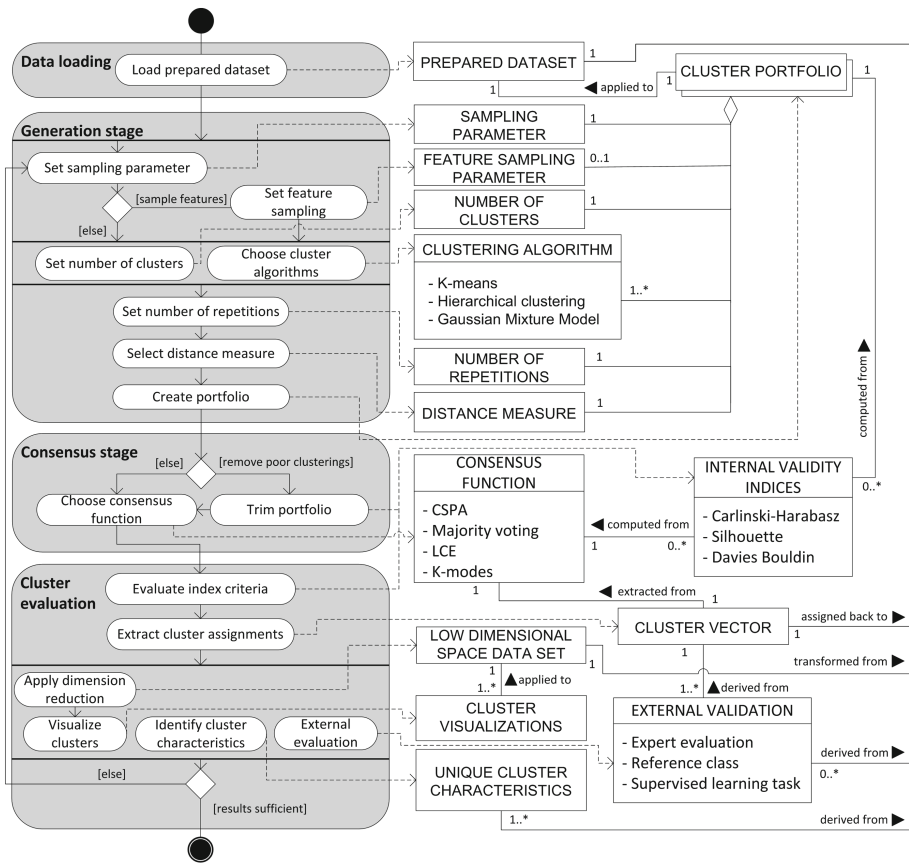 Data loading
Load prepared dataset
PREPARED DATASET
1
1
applied to
1
CLUSTER PORTFOLIO
1
Generation stage
Set sampling parameter
[sample features]
Set feature
sampling
[else]
Set number of clusters
Choose cluster
algorithms
Set number of repetitions
Select distance measure
Create portfolio
SAMPLING
PARAMETER
1
FEATURE SAMPLING
PARAMETER
0..1
NUMBER OF
CLUSTERS
1
CLUSTERING ALGORITHM
- K-means
- Hierarchical clustering
- Gaussian Mixture Model
1..*
NUMBER OF
REPETITIONS
1
DISTANCE MEASURE
1
computed from
Consensus stage
[else]
[remove poor clusterings]
Choose consensus
function
Trim portfolio
CONSENSUS
FUNCTION
- CSPA
- Majority voting
- LCE
- K-modes
computed from
1
0..*
INTERNAL VALIDITY
INDICES
- Carlinski-Harabasz
- Silhouette
- Davies Bouldin
0..*
Cluster
evaluation
Evaluate index criteria
Extract cluster assignments
1
extracted from
1
CLUSTER VECTOR
assigned back to
1
1
LOW DIMENSIONAL
SPACE DATA SET
1
1
transformed from
Apply dimension
reduction
Visualize
clusters
Identify cluster
characteristics
External
evaluation
1..*
applied to
CLUSTER
VISUALIZATIONS
1..*
derived from
EXTERNAL VALIDATION
- Expert evaluation
- Reference class
- Supervised learning task
derived from
0..*
[else]
[results sufficient]
UNIQUE CLUSTER
CHARACTERISTICS
1..*
derived from